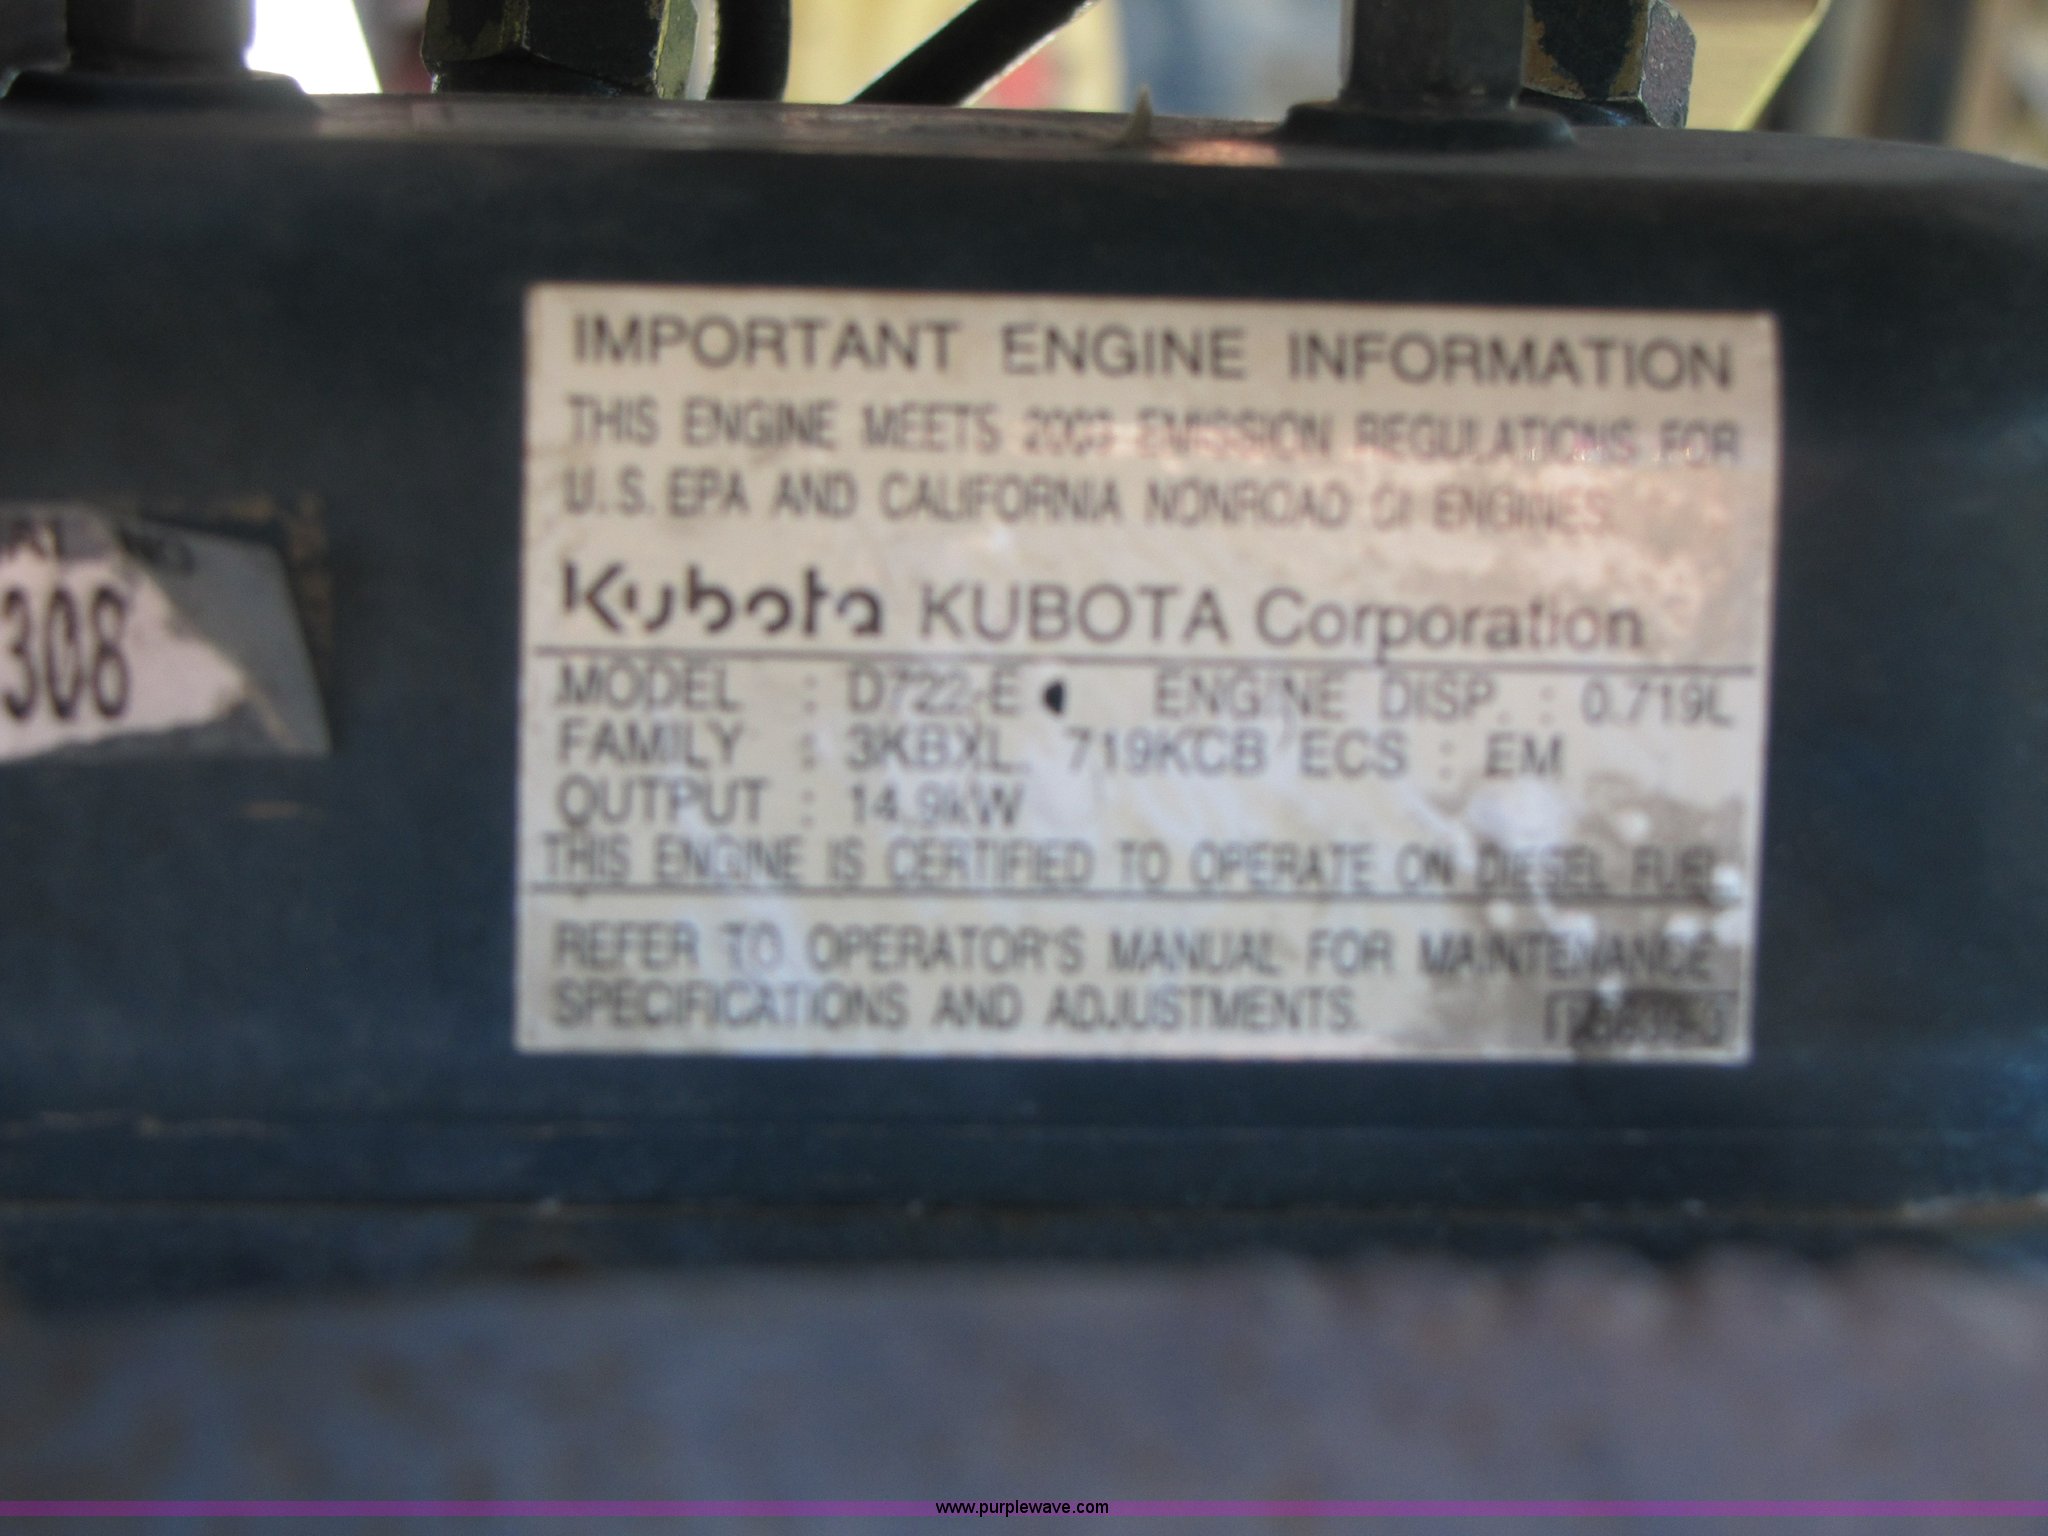 IMPORTANT ENGINE INFORMATION
THIS ENGINE MEETS 2003 EMISSION REGULATIONS FOR
U.S. EPA AND CALIFORNIA NONROAD CI ENGINES.
Kubota KUBOTA Corporation
MODEL : D722-E ENGINE DISP. : 0.719L
FAMILY : 3KBXL. 719KCB ECS : EM
OUTPUT : 14.9kW
THIS ENGINE IS CERTIFIED TO OPERATE ON DIESEL FUEL
REFER TO OPERATOR'S MANUAL FOR MAINTENANCE
SPECIFICATIONS AND ADJUSTMENTS.
308
www.purplewave.com